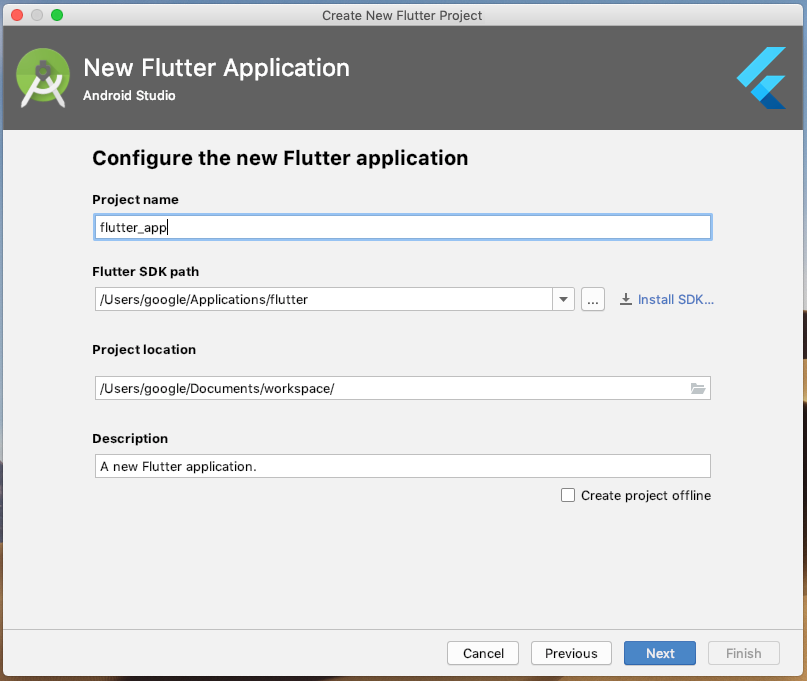 Create New Flutter Project
New Flutter Application
Android Studio
Configure the new Flutter application
Project name
flutter_app
Flutter SDK path
/Users/google/Applications/flutter
...
Install SDK...
Project location
/Users/google/Documents/workspace/
Description
A new Flutter application.
Create project offline
Cancel
Previous
Next
Finish